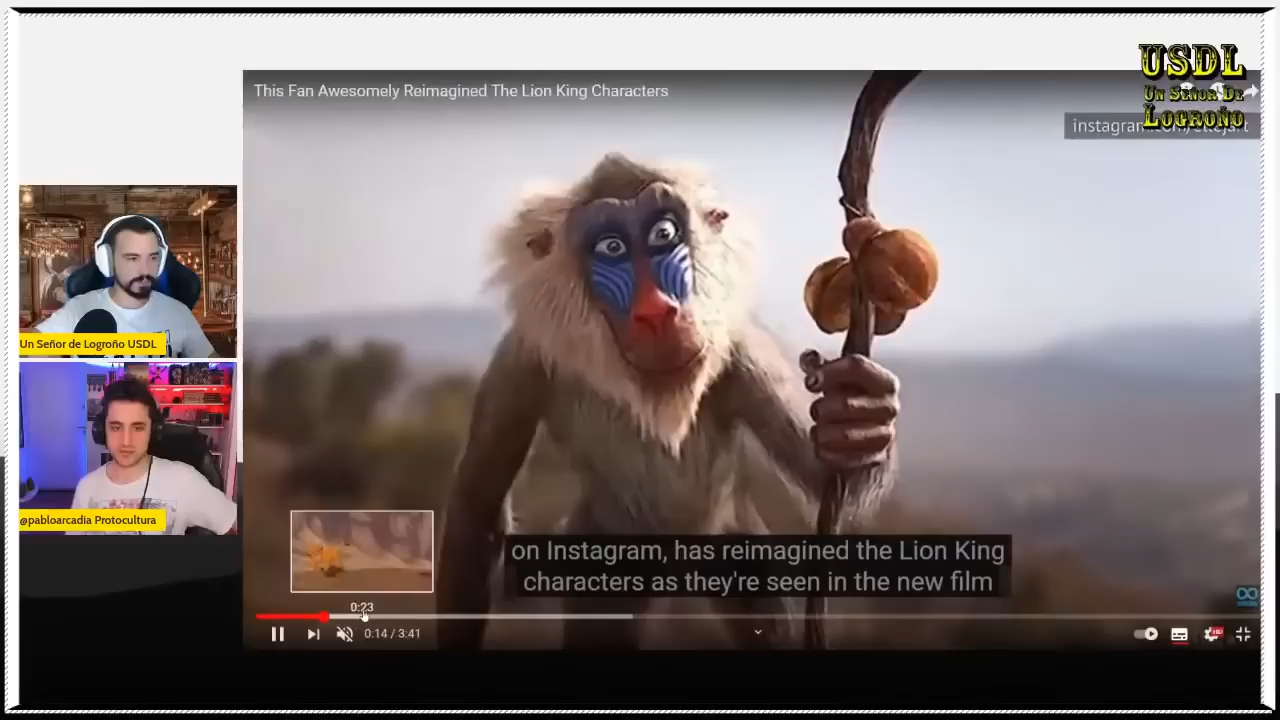 This Fan Awesomely Reimagined The Lion King Characters
USDL
Un Señor De
Logroño
Un Señor de Logroño USDL
@pabloarcadia Protocultura
on Instagram, has reimagined the Lion King
characters as they're seen in the new film
0:23
0:14 / 3:41
HD